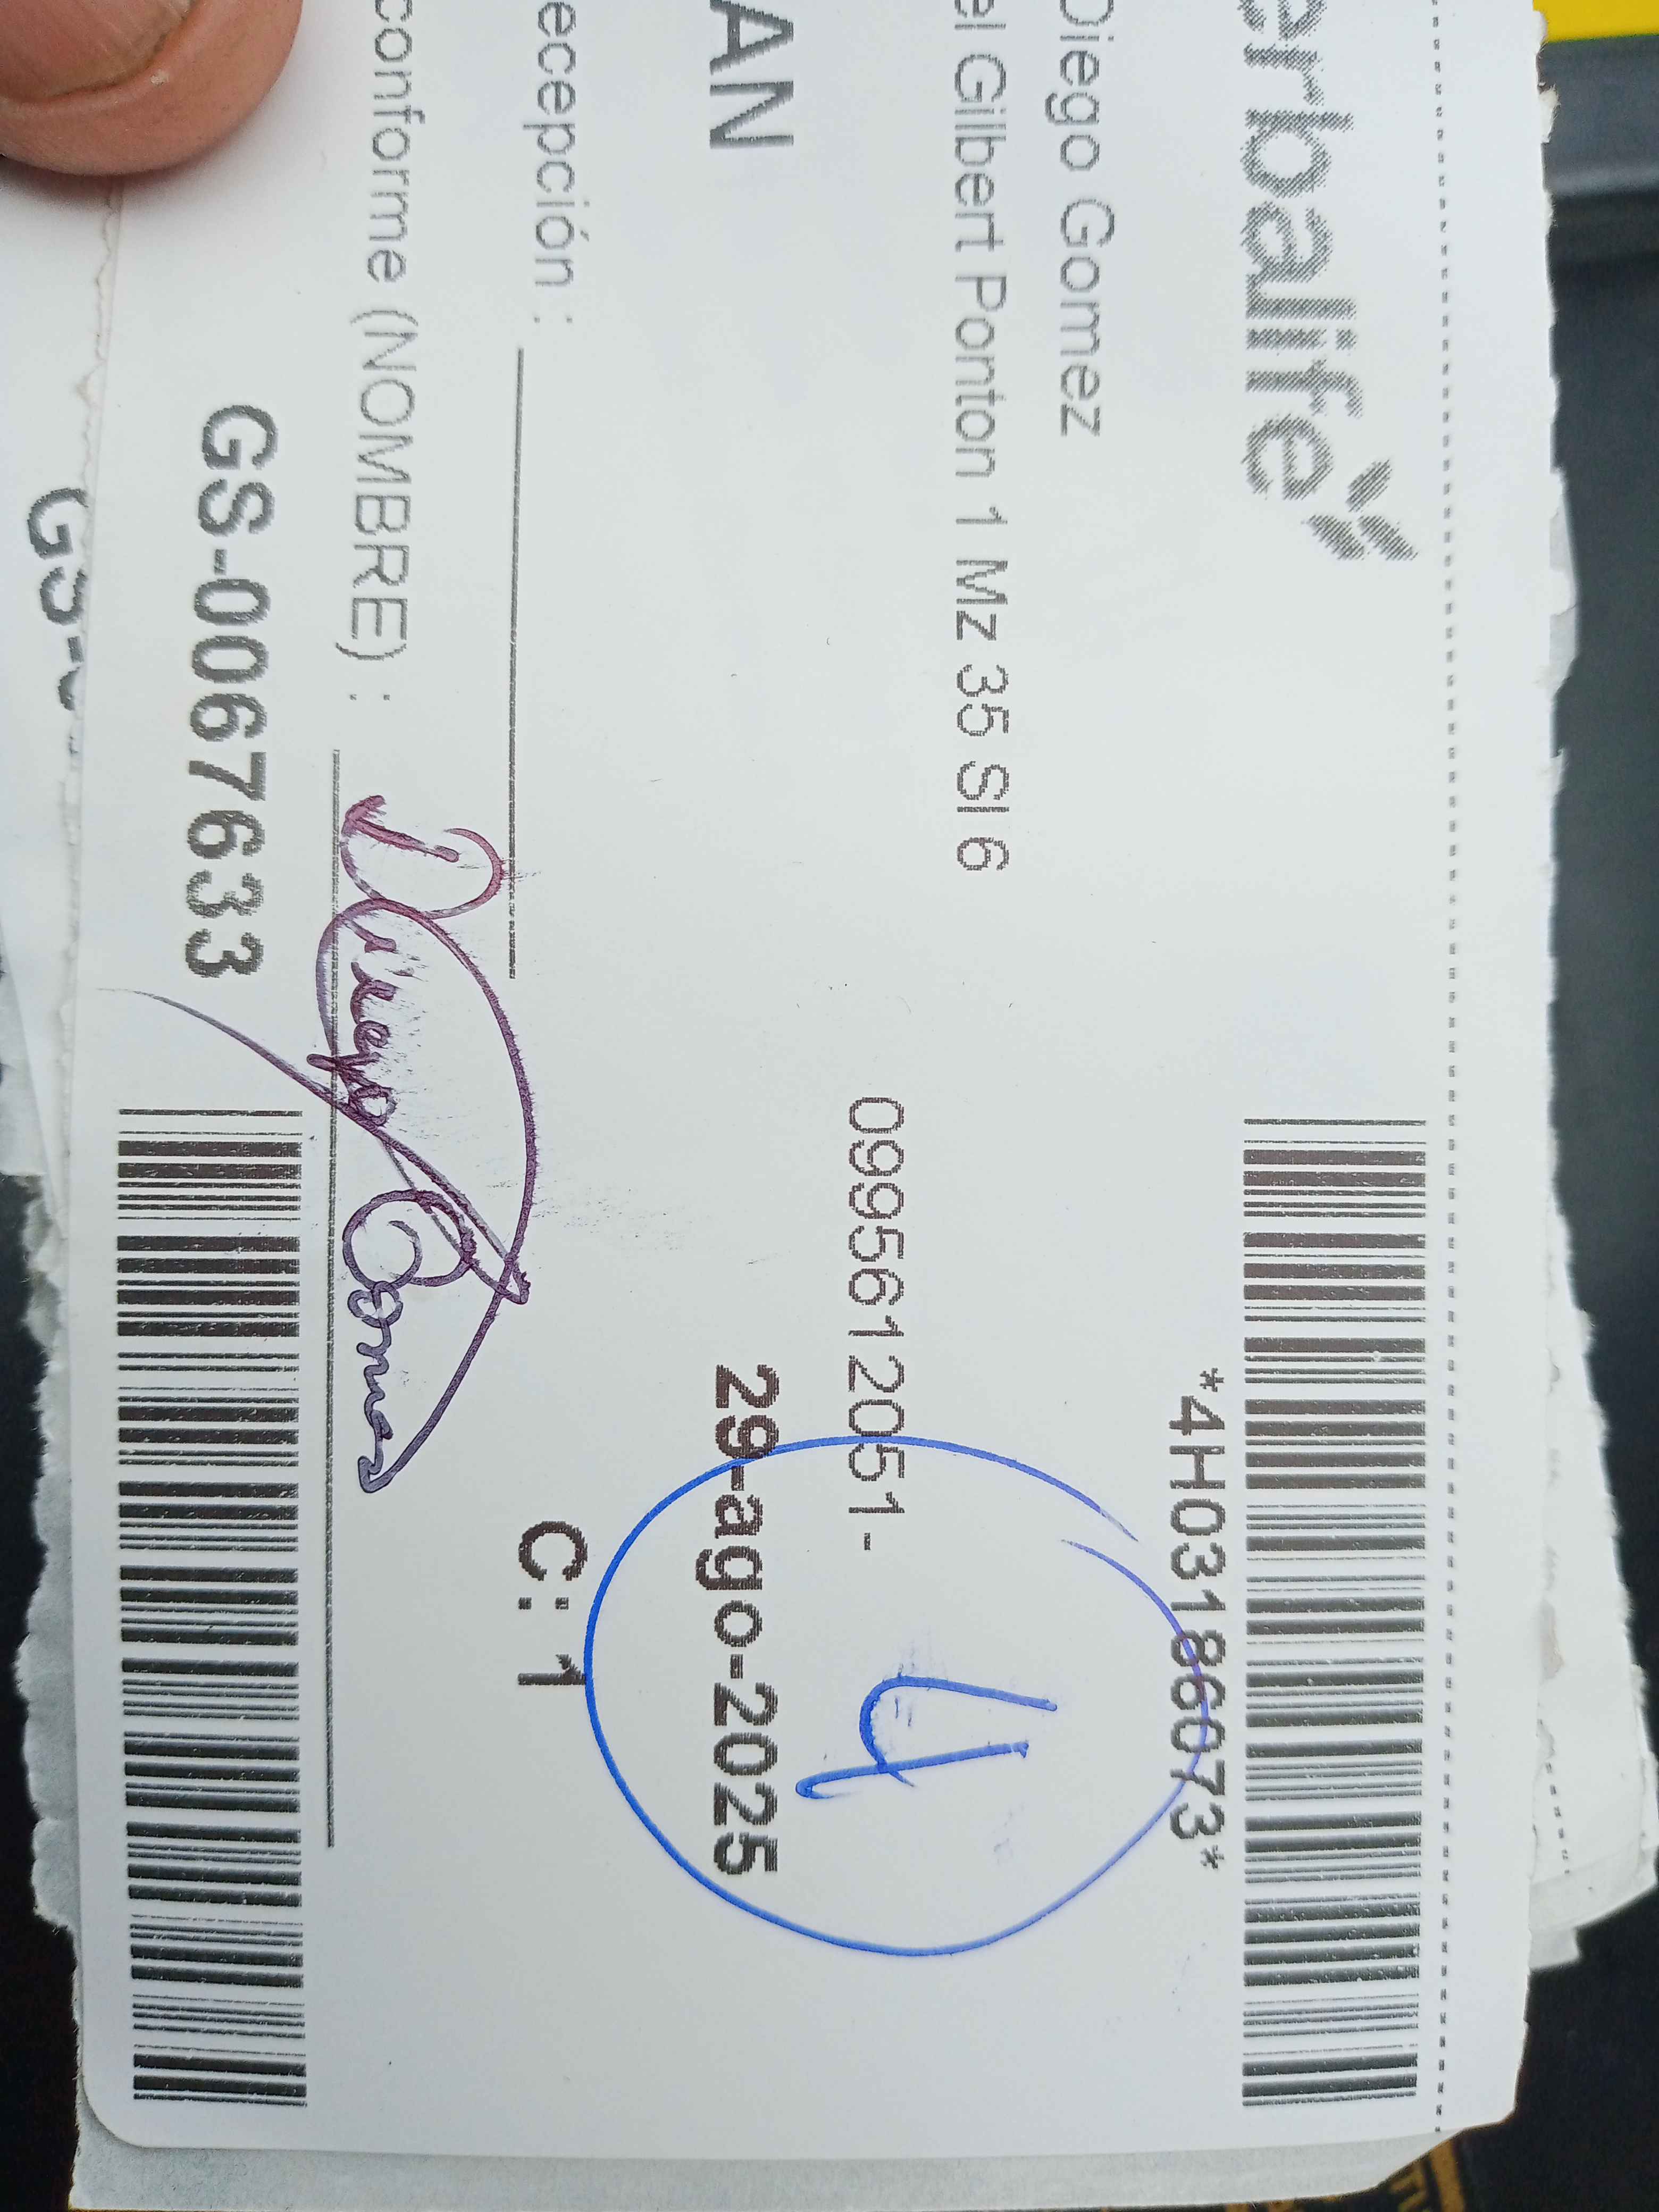 erbalife
*4H03186073*
Diego Gomez
el Gilbert Ponton 1 Mz 35 Sl 6
0995612051-
4
AN
29-ago-2025
ecepción :
C: 1
conforme (NOMBRE) : Diego Gomez
GS-0067633